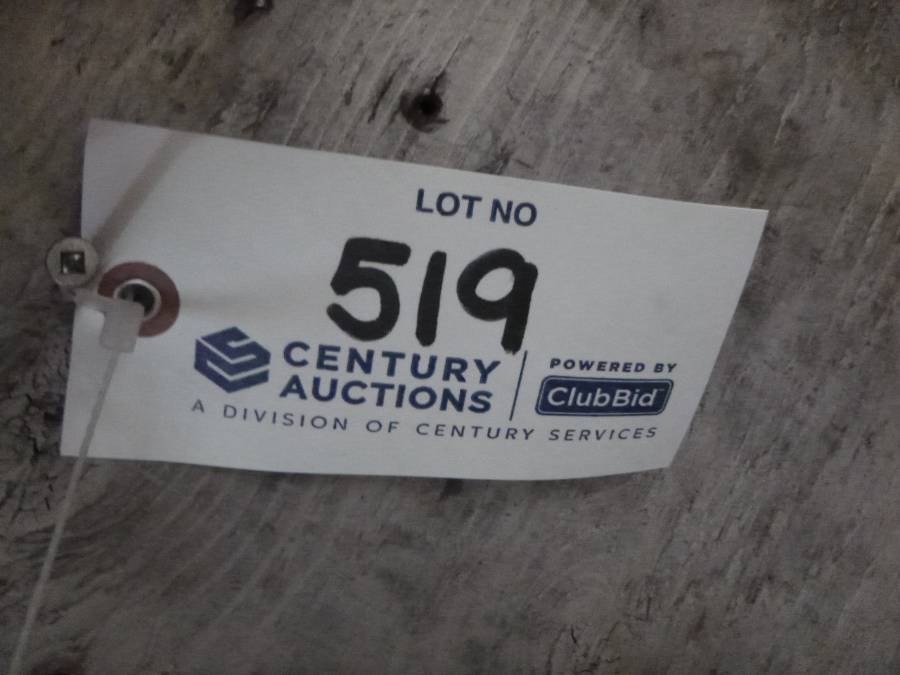 LOT NO
519
CENTURY
AUCTIONS
A DIVISION OF CENTURY SERVICES
POWERED BY
ClubBid